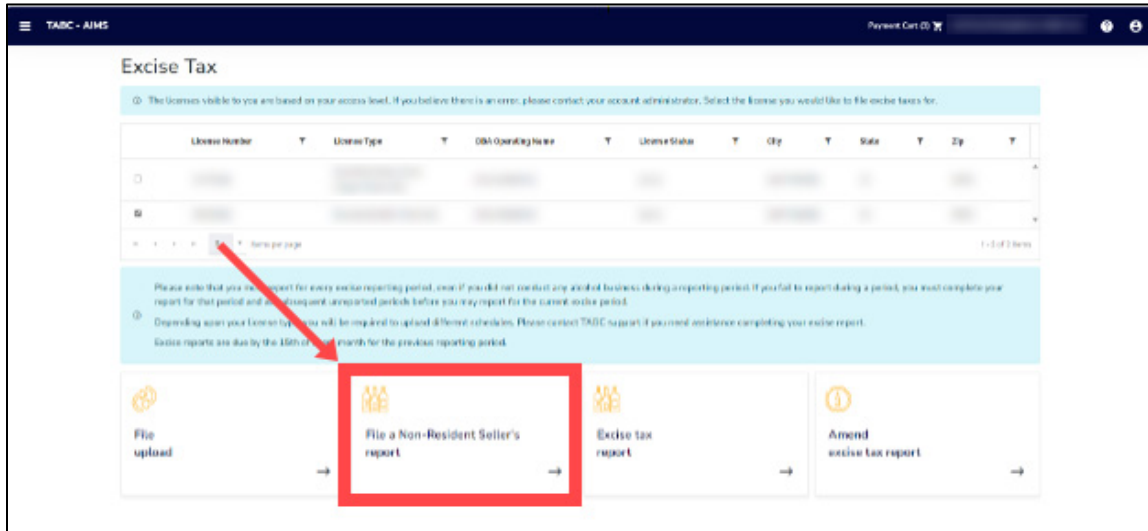 TABC - AIMS
Payment Cart (0)
Excise Tax
The licenses visible to you are based on your access level. If you believe there is an error, please contact your account administrator. Select the license you would like to file excise taxes for.
License Number License Type DBA Operating Name License Status City State Zip
items per page
1 - 2 of 2 items
Please note that you must report for every excise reporting period, even if you did not conduct any alcohol business during a reporting period. If you fail to report during a period, you must complete your
report for that period and subsequent unreported periods before you may report for the current excise period.
Depending upon your license you will be required to upload different schedules. Please contact TABC support if you need assistance completing your excise report.
Excise reports are due by the 15th of month for the previous reporting period.
File
upload
File a Non-Resident Seller's
report
Excise tax
report
Amend
excise tax report